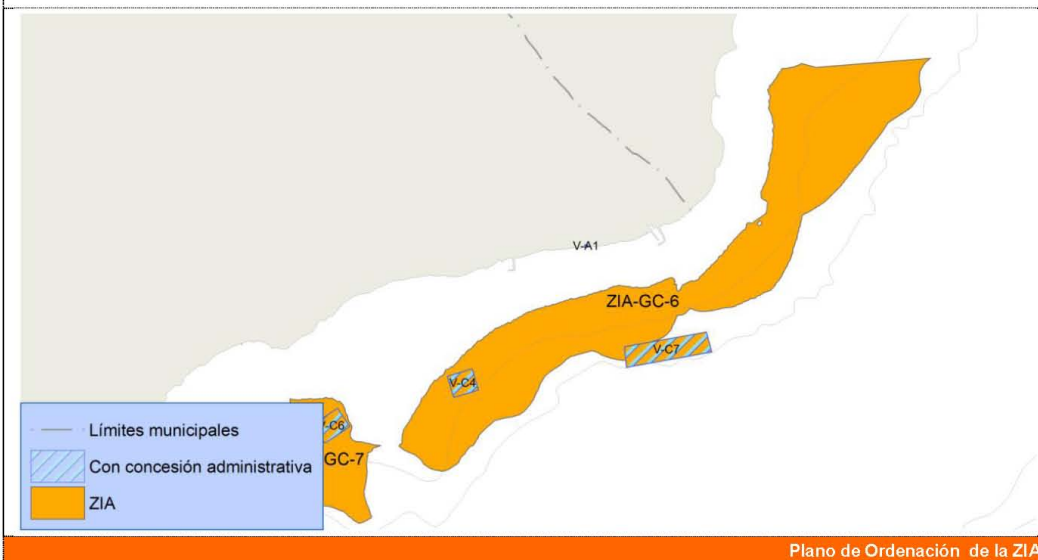 V-A1
ZIA-GC-6
V-C7
V-C4
-C6
GC-7
Límites municipales
Con concesión administrativa
ZIA
Plano de Ordenación de la ZIA